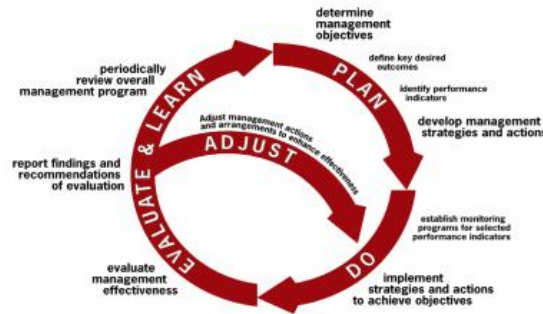 determine
management
objectives
PLAN
define key desired
outcomes
identify performance
indicators
develop management
strategies and actions
establish monitoring
programs for selected
performance indicators
DO
implement
strategies and actions
to achieve objectives
evaluate
management
effectiveness
EVALUATE & LEARN
report findings and
recommendations
of evaluation
periodically
review overall
management program
Adjust management actions
and arrangements to enhance effectiveness
ADJUST